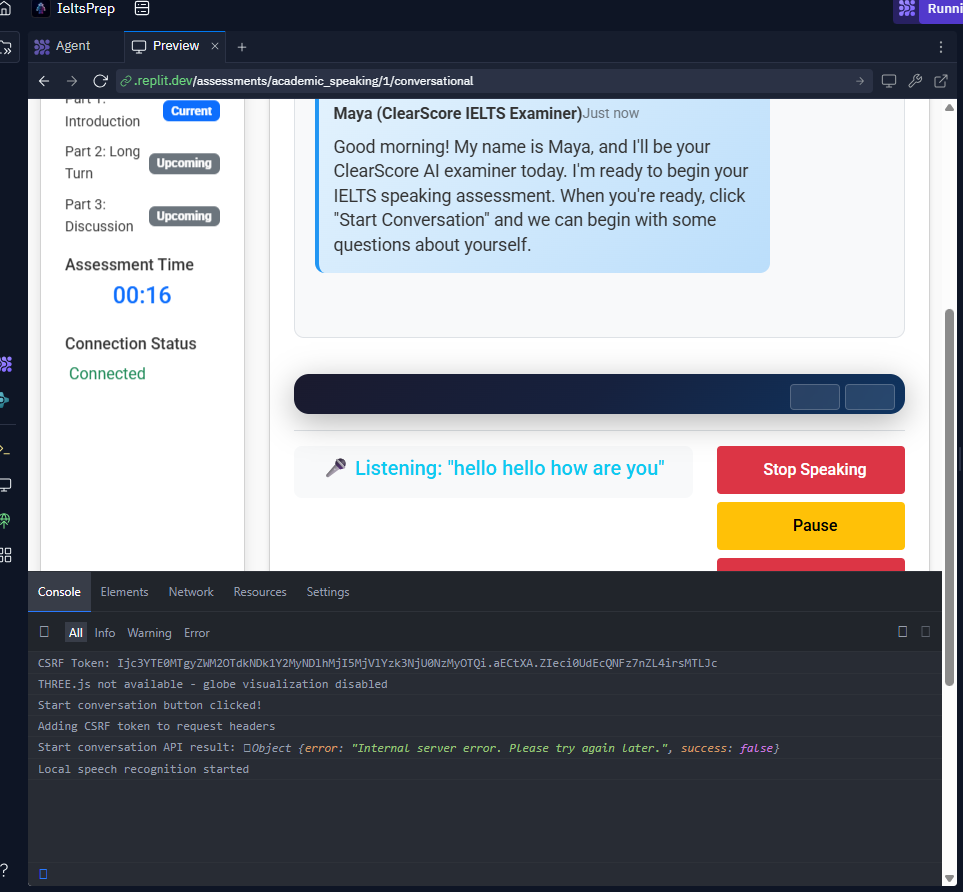 IeltsPrep
Runni
Agent
Preview
.replit.dev/assessments/academic_speaking/1/conversational
Part 1:
Introduction
Current
Part 2: Long
Turn
Upcoming
Part 3:
Discussion
Upcoming
Assessment Time
00:16
Connection Status
Connected
Maya (ClearScore IELTS Examiner)Just now
Good morning! My name is Maya, and I'll be your
ClearScore AI examiner today. I'm ready to begin your
IELTS speaking assessment. When you're ready, click
"Start Conversation" and we can begin with some
questions about yourself.
Listening: "hello hello how are you"
Stop Speaking
Pause
Console Elements Network Resources Settings
All Info Warning Error
THREE.js not available - globe visualization disabled
Start conversation button clicked!
Adding CSRF token to request headers
Start conversation API result: Object {error: "Internal server error. Please try again later.", success: false}
Local speech recognition started